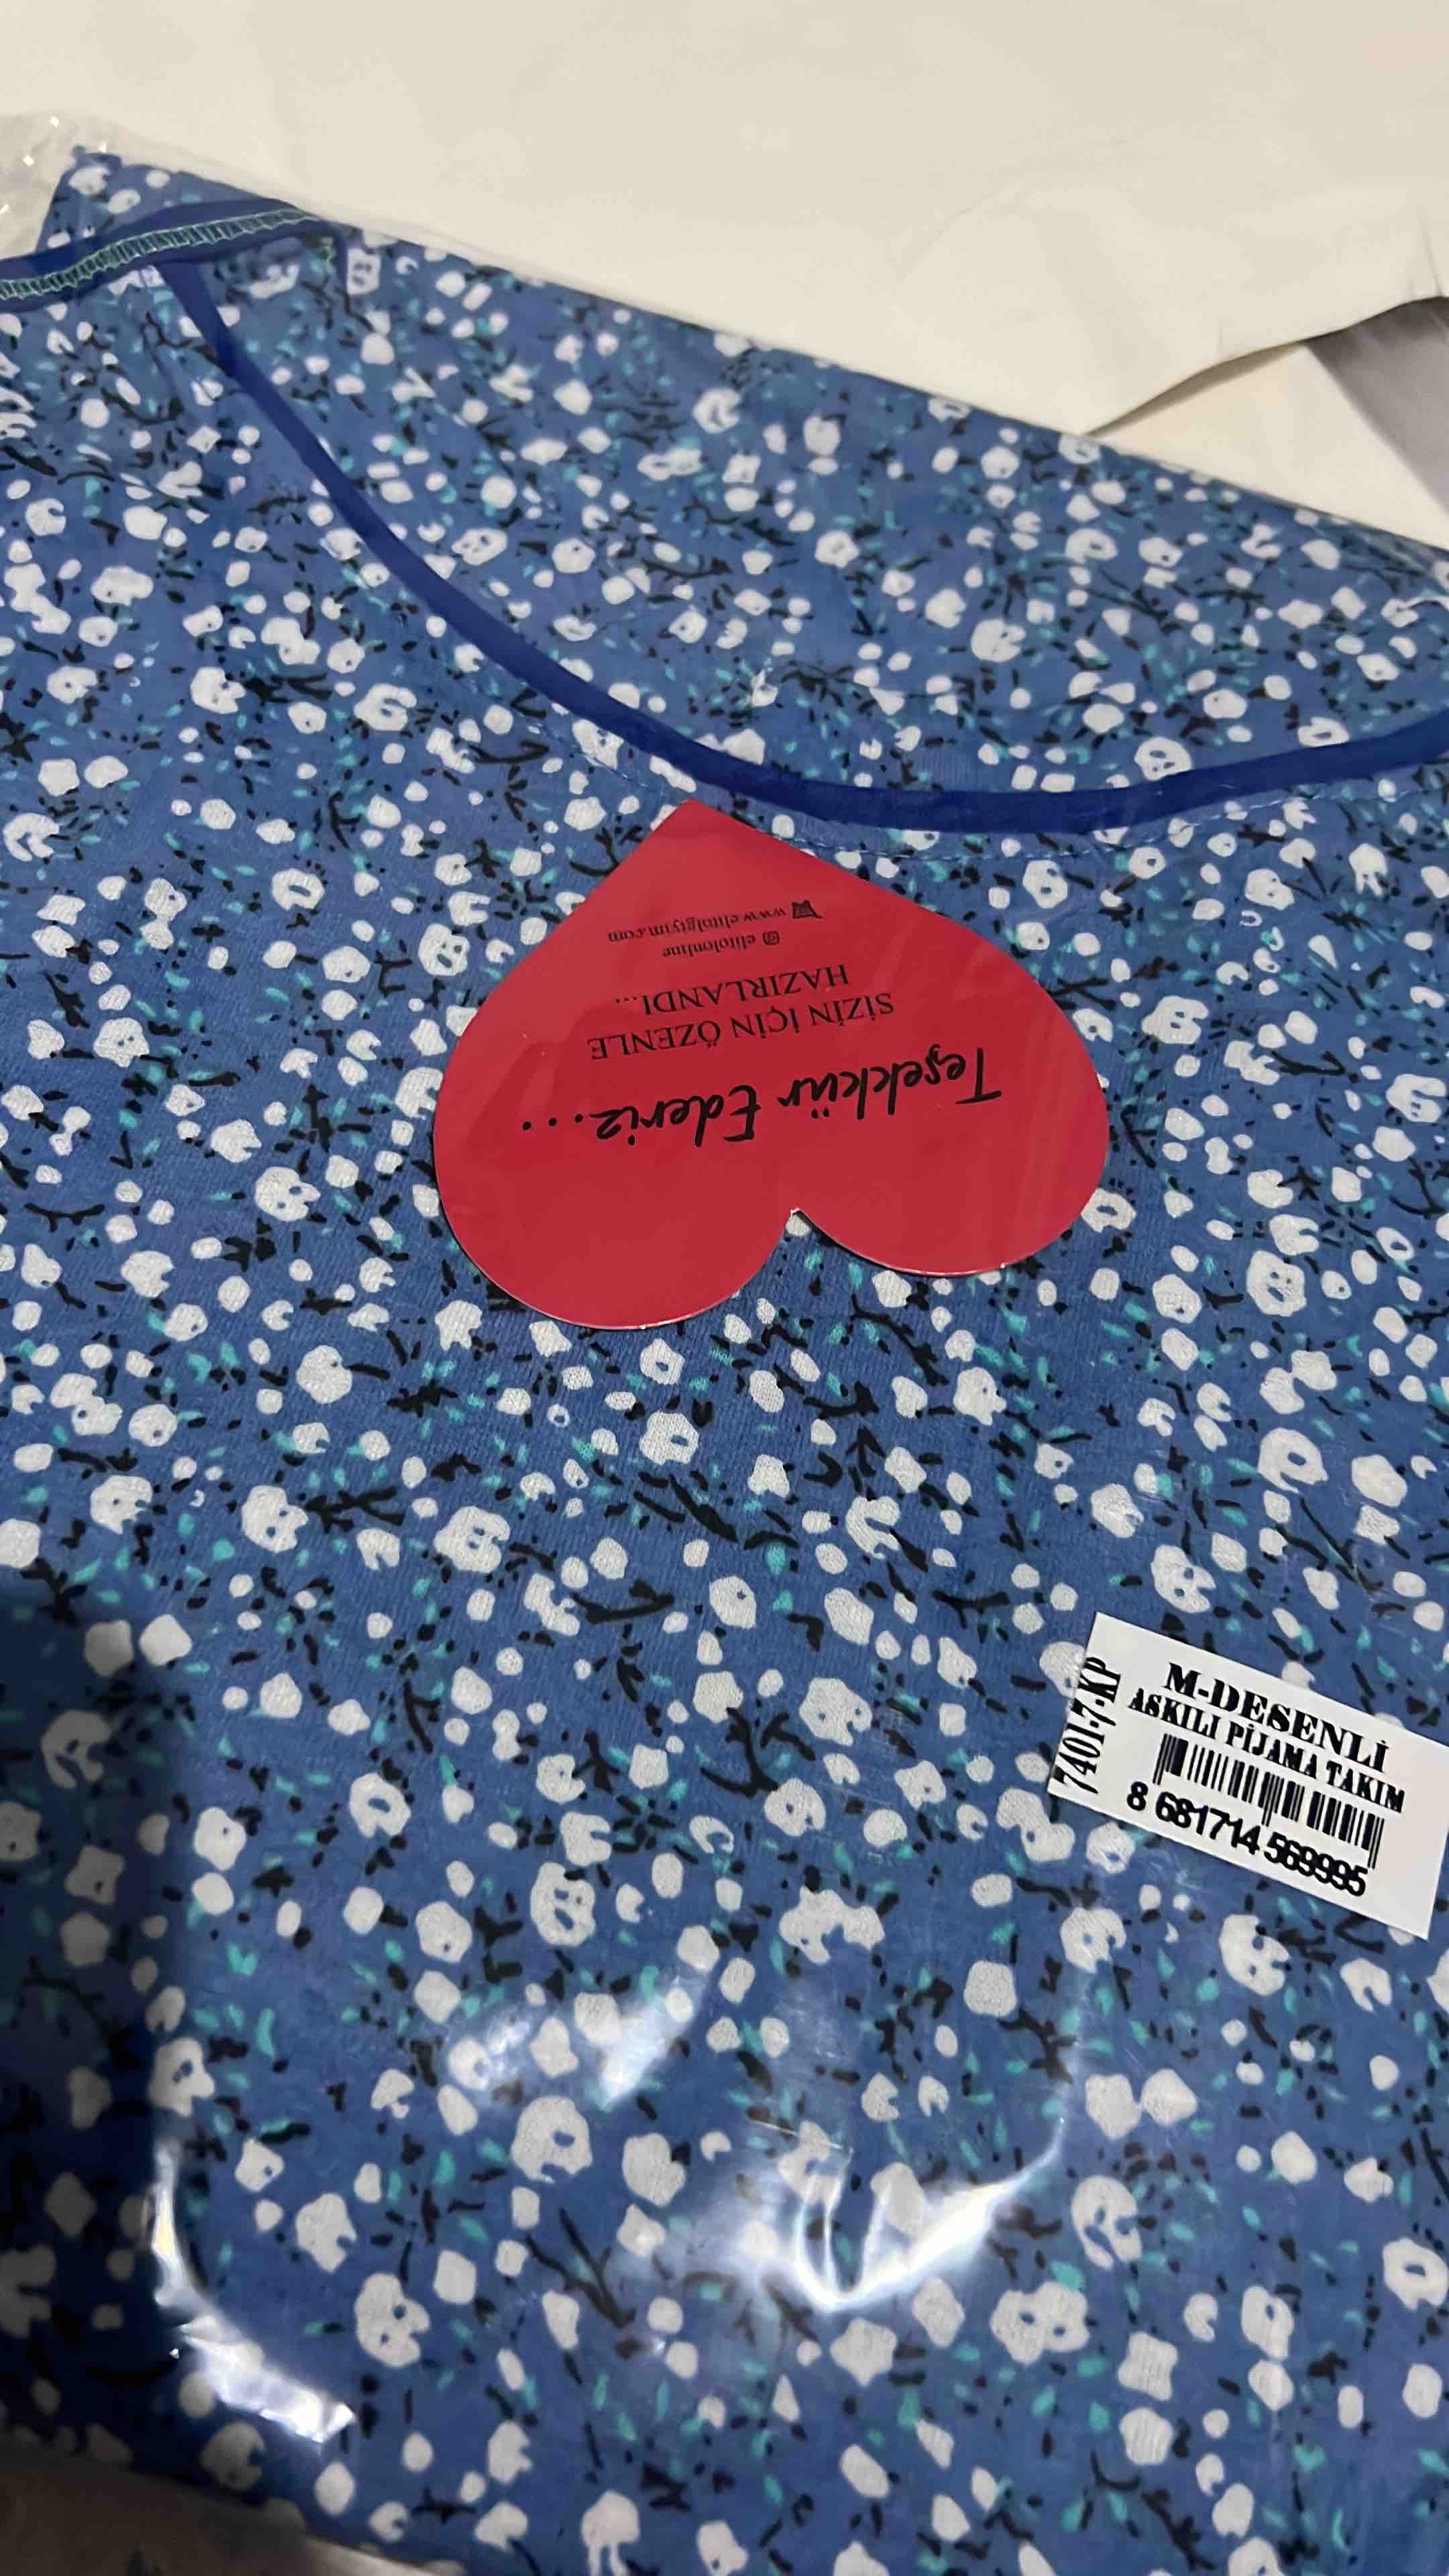 Teşekkür Ederiz...
SİZİN İÇİN ÖZENLE
HAZIRLANDI...
elitolonline
www.elitalgiyim.com
7401-7-KP
M-DESENLİ
ASKILI PİJAMA TAKIM
8 681714 569995